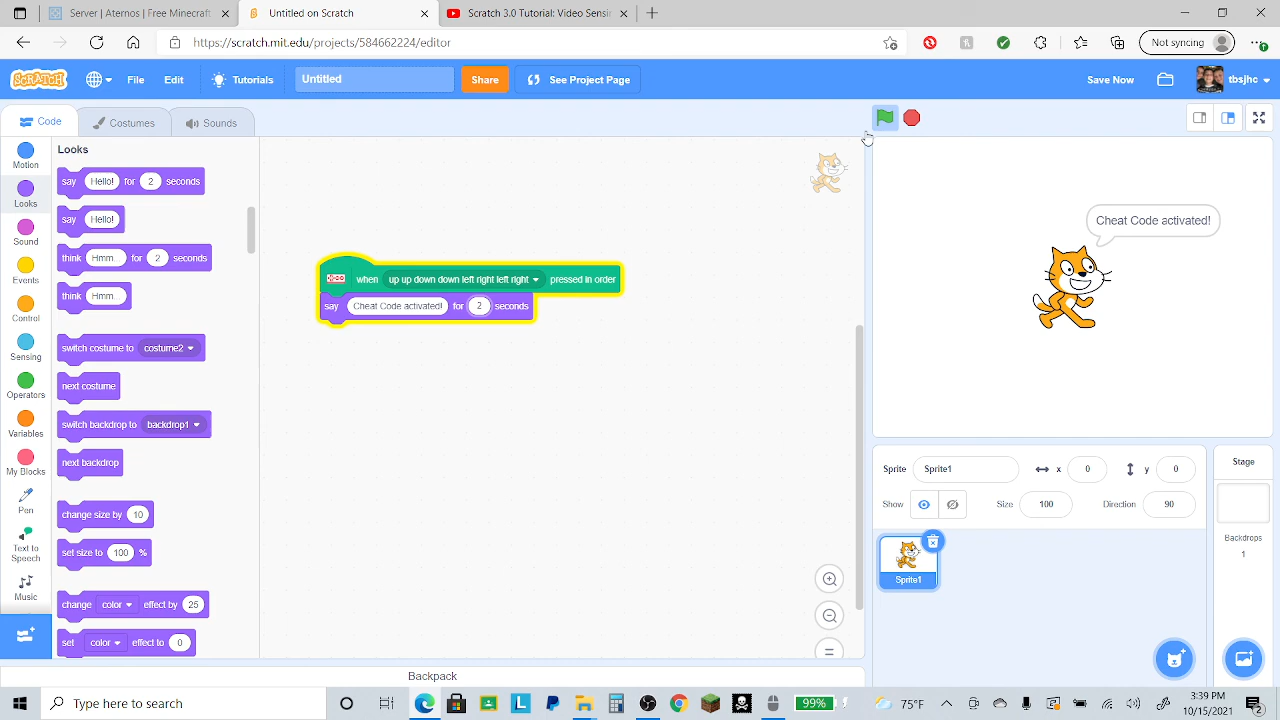 Server | Aternos | Free Minecraft
Untitled on Scratch
Scratch 3.0 Tutorial: Video Sensin
https://scratch.mit.edu/projects/584662224/editor
Not syncing
SCRATCH
File
Edit
Tutorials
Untitled
Share
See Project Page
Save Now
tbsjhc
Code
Costumes
Sounds
Motion
Looks
Sound
Events
Control
Sensing
Operators
Variables
My Blocks
Pen
Text to
Speech
Music
Looks
say Hello! for 2 seconds
say Hello!
think Hmm... for 2 seconds
think Hmm...
switch costume to costume2
next costume
switch backdrop to backdrop1
next backdrop
change size by 10
set size to 100 %
change color effect by 25
set color effect to 0
when up up down down left right left right pressed in order
say Cheat Code activated! for 2 seconds
Cheat Code activated!
Sprite Sprite1 x 0 y 0
Show Size 100 Direction 90
Sprite1
Stage
Backdrops
1
Backpack
Type here to search
99%
75°F
3:39 PM
10/15/2021
2